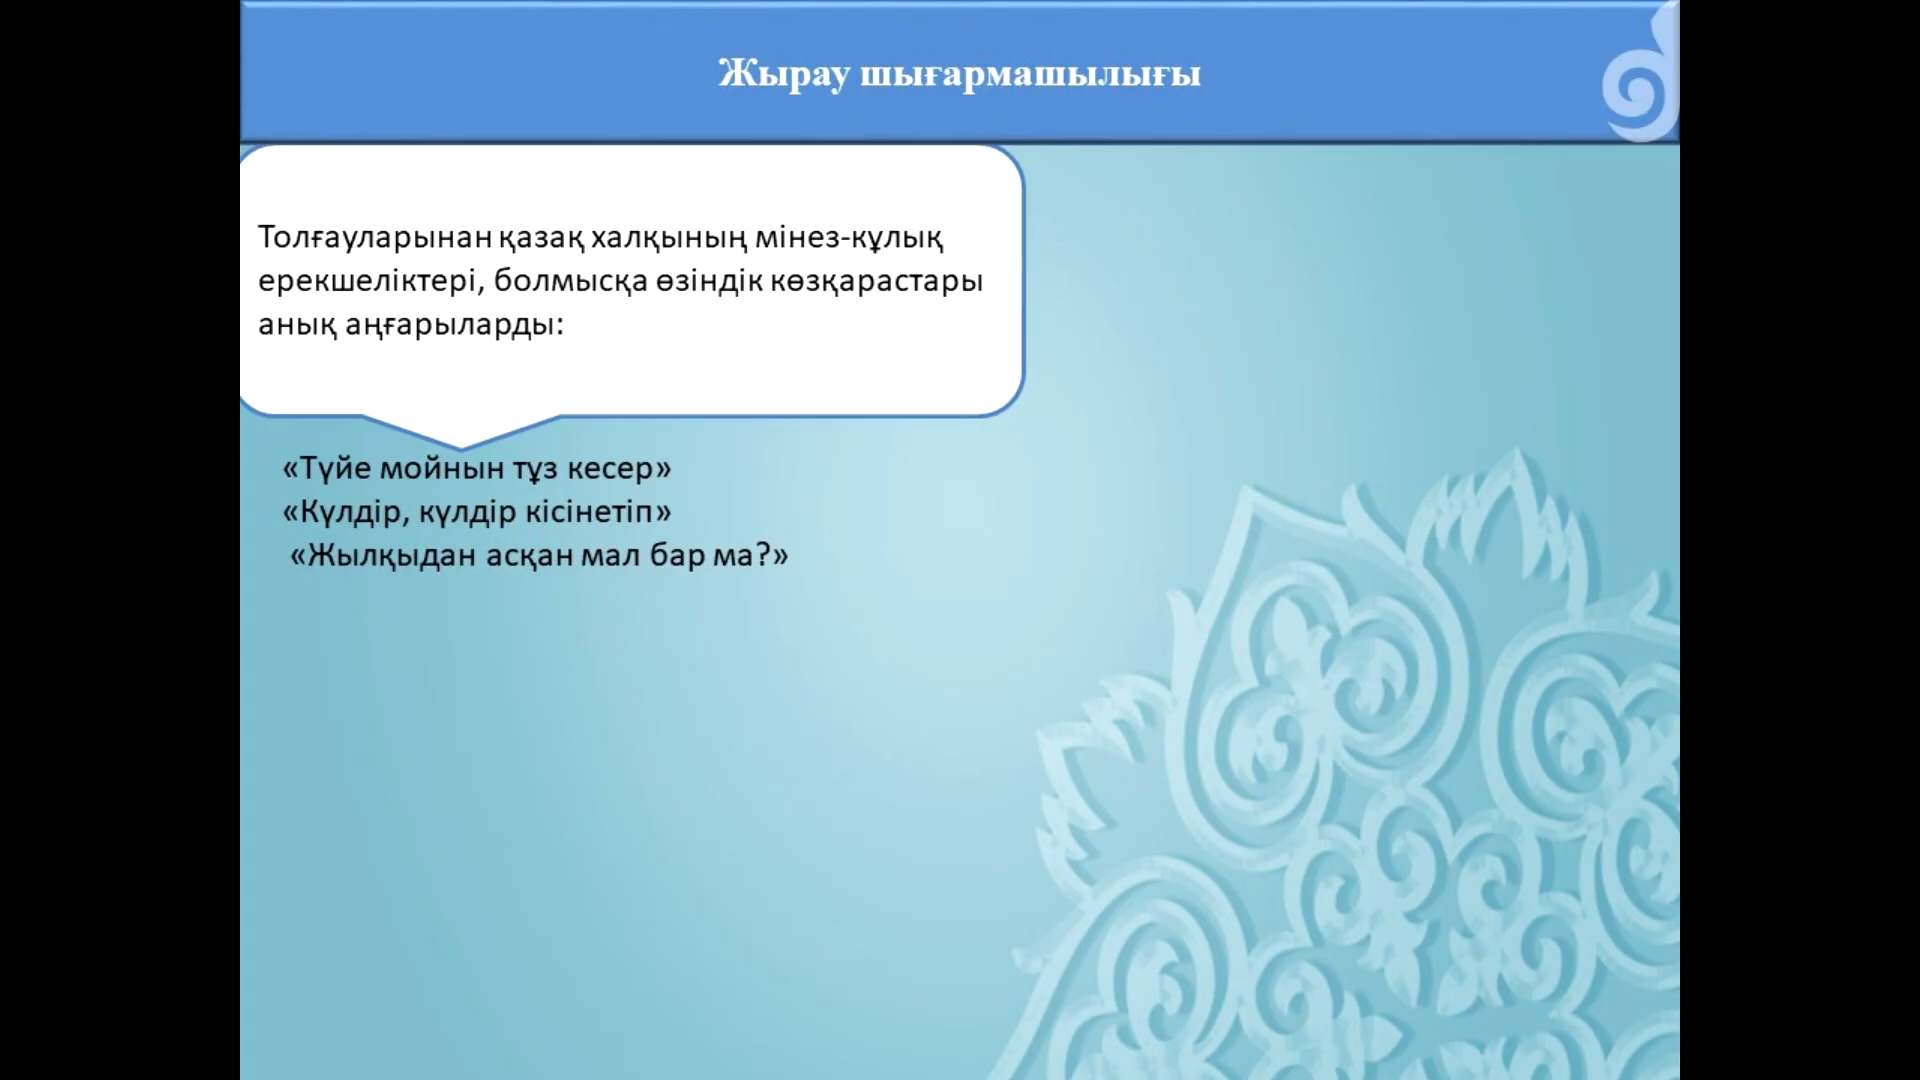 Жырау шығармашылығы
Толғауларынан қазақ халқының мінез-кұлық
ерекшеліктері, болмысқа өзіндік көзқарастары
анық аңғарыларды:
«Түйе мойнын тұз кесер»
«Күлдір, күлдір кісінетіп»
«Жылқыдан асқан мал бар ма?»